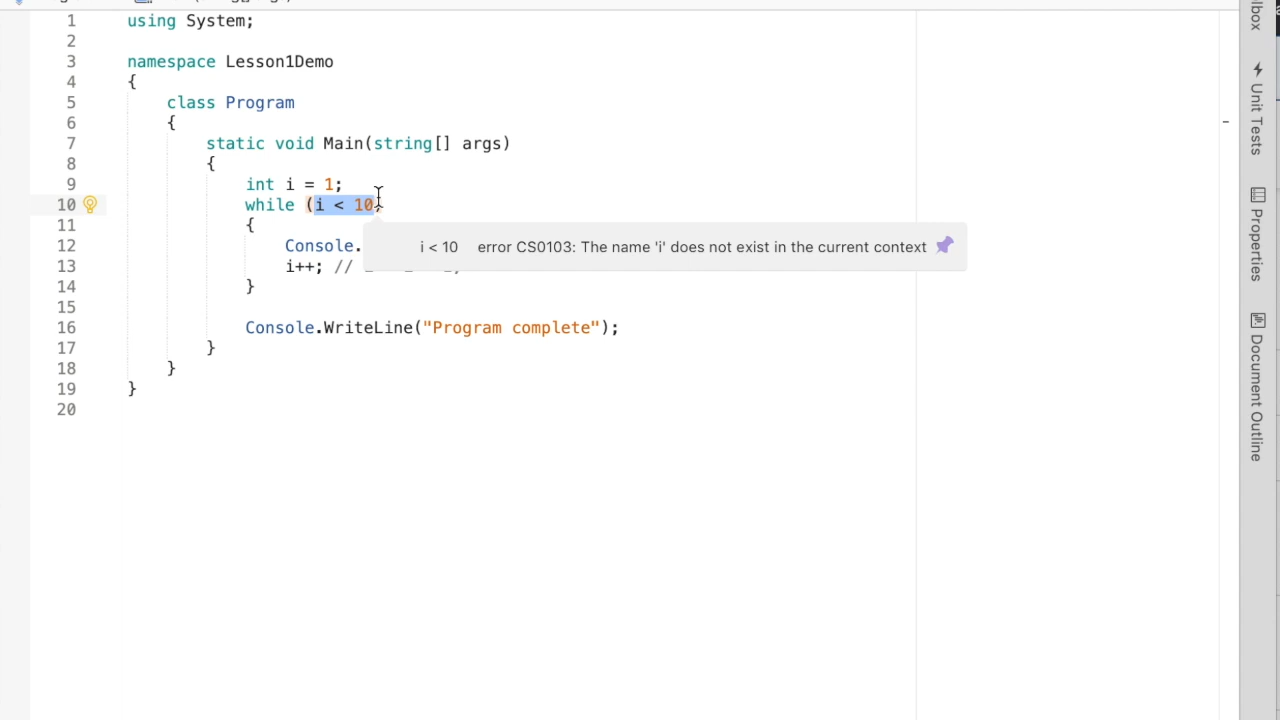 1 using System;
2
3 namespace Lesson1Demo
4 {
5 class Program
6 {
7 static void Main(string[] args)
8 {
9 int i = 1;
10 while (i < 10)
11 {
12 Console.
i < 10 error CS0103: The name 'i' does not exist in the current context
13 i++; //
14 }
15
16 Console.WriteLine("Program complete");
17 }
18 }
19 }
20
Unit Tests
Properties
Document Outline